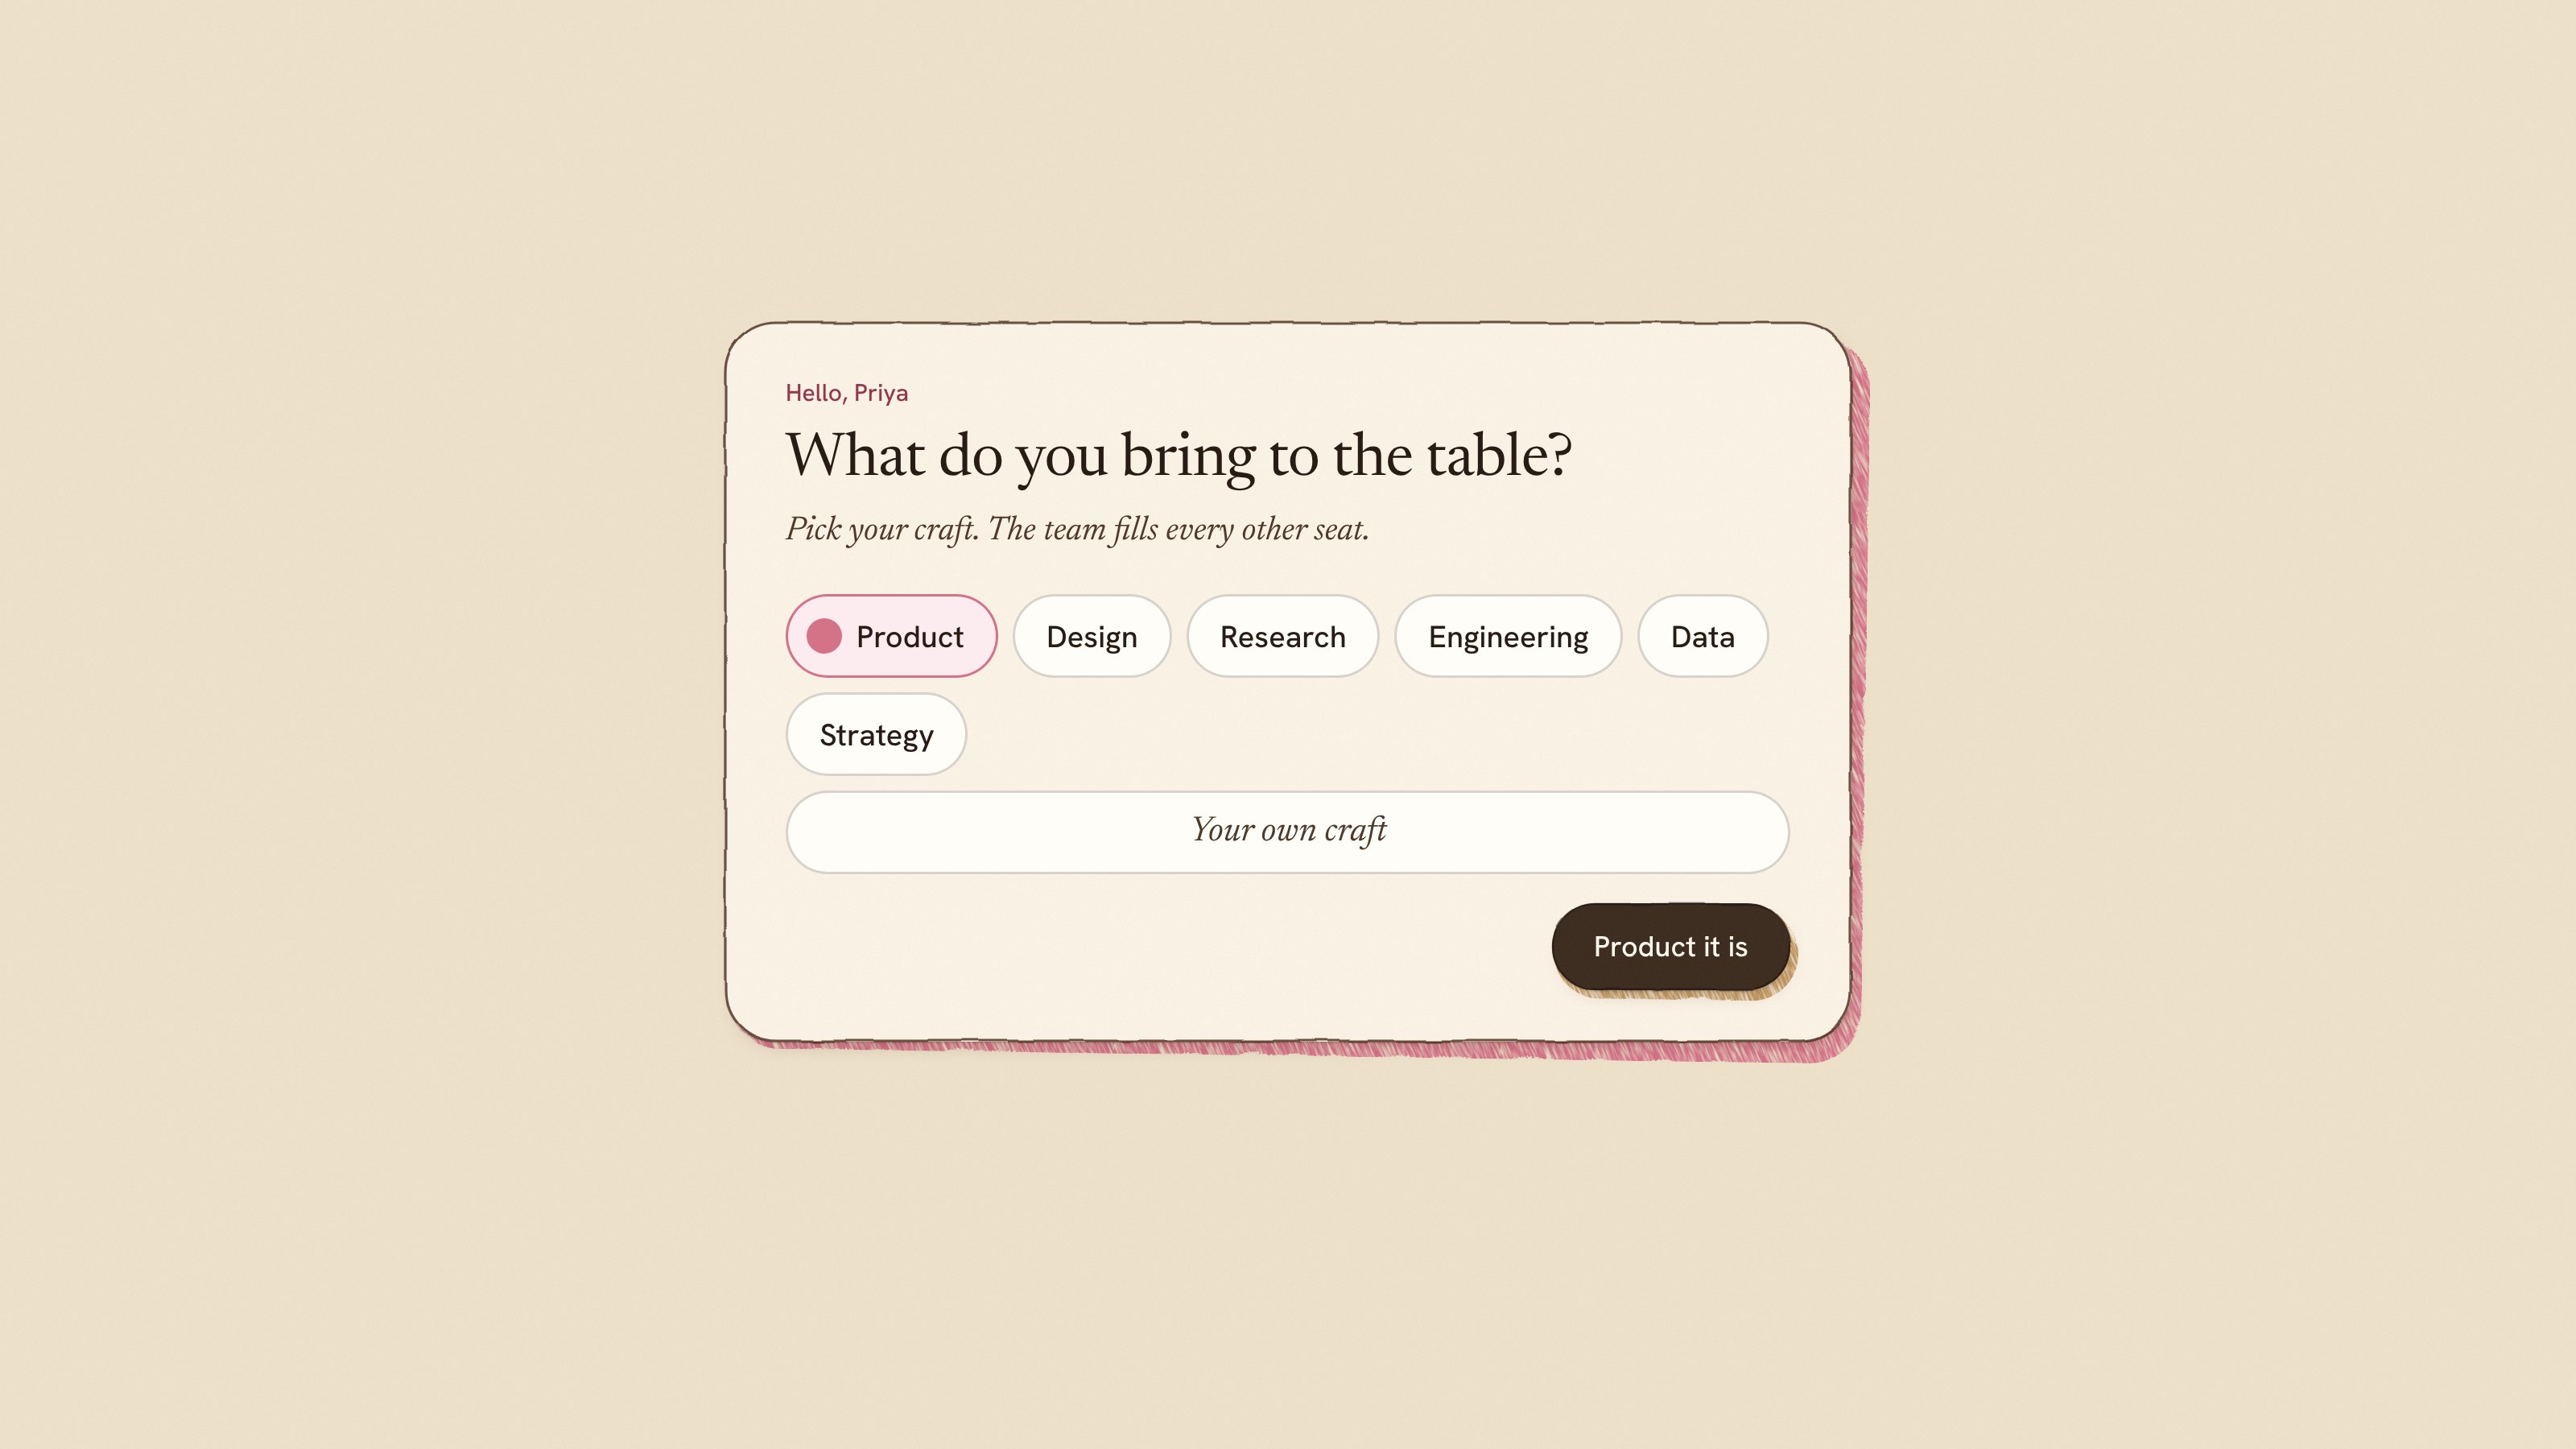 Hello, Priya
What do you bring to the table?
Pick your craft. The team fills every other seat.
Product Design Research Engineering Data
Strategy
Your own craft
Product it is